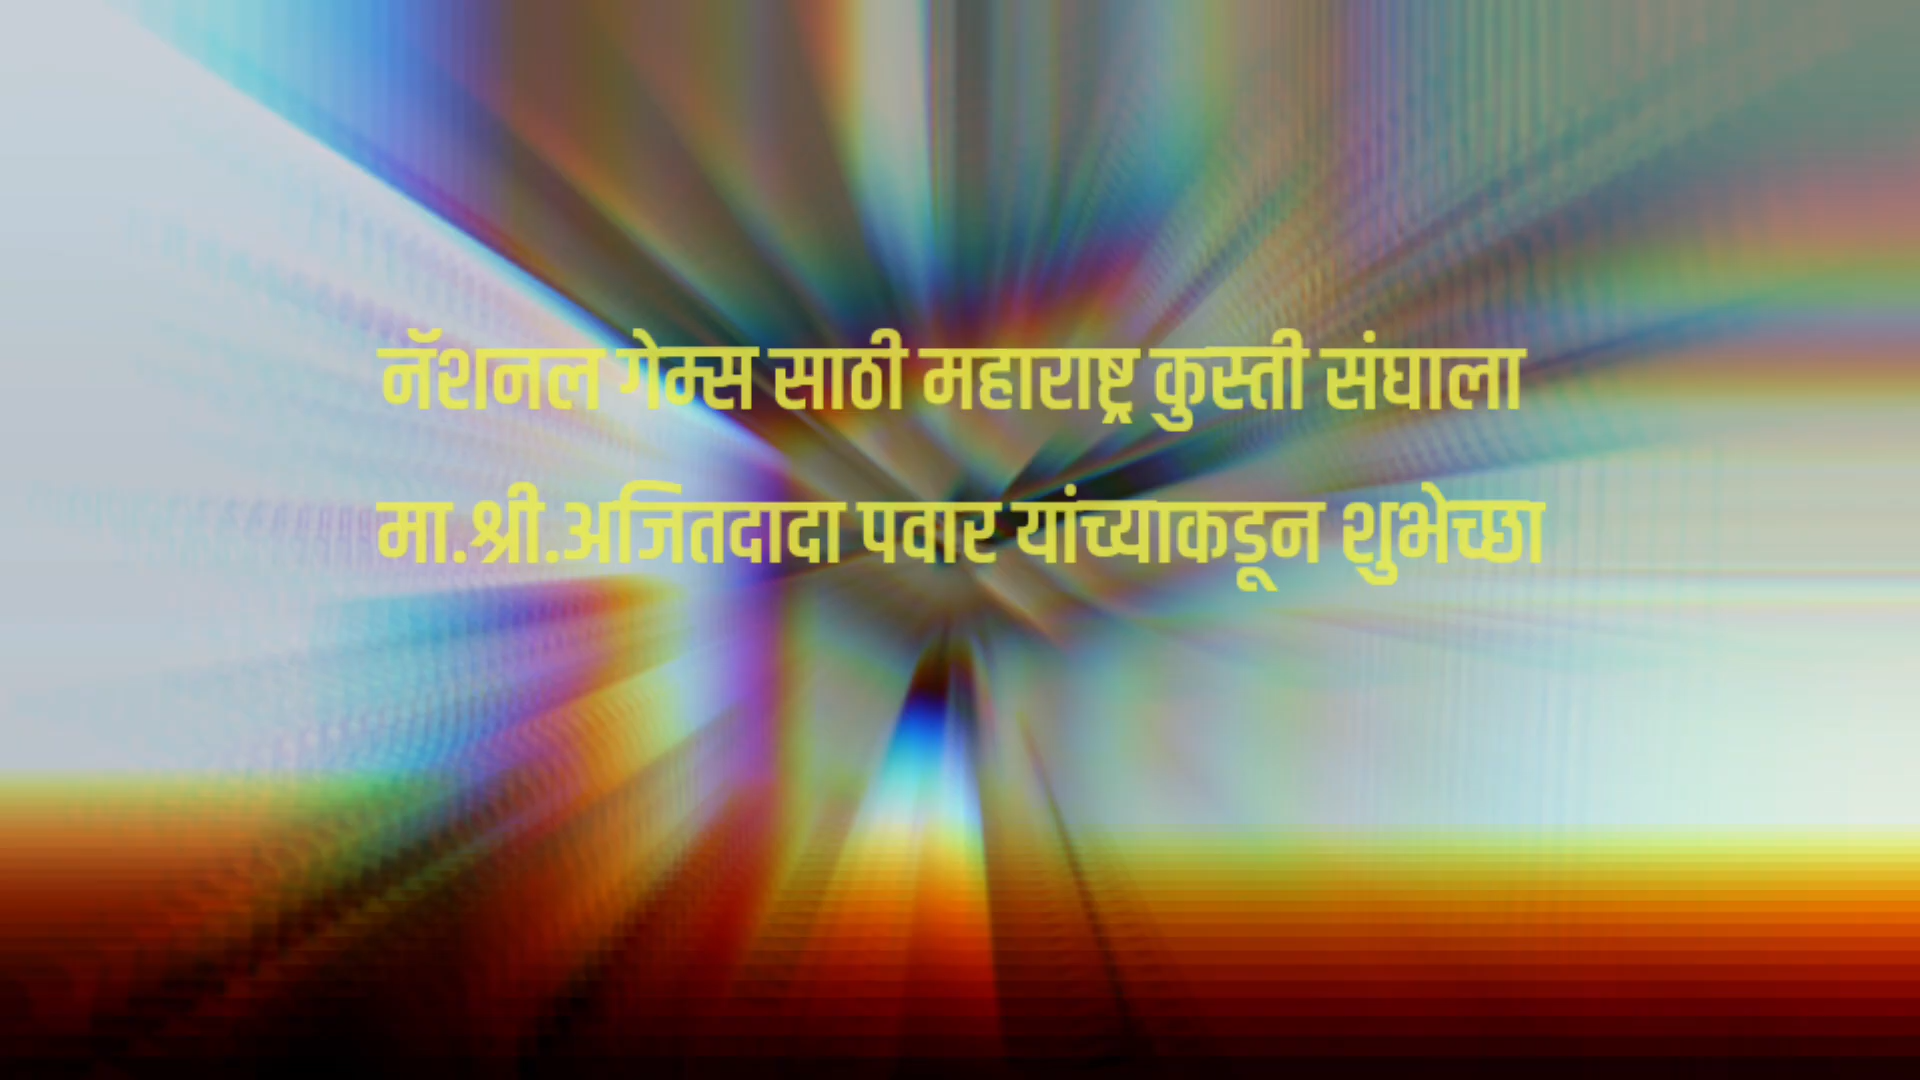 नॅशनल गेम्स साठी महाराष्ट्र कुस्ती संघाला
मा.श्री.अजितदादा पवार यांच्याकडून शुभेच्छा